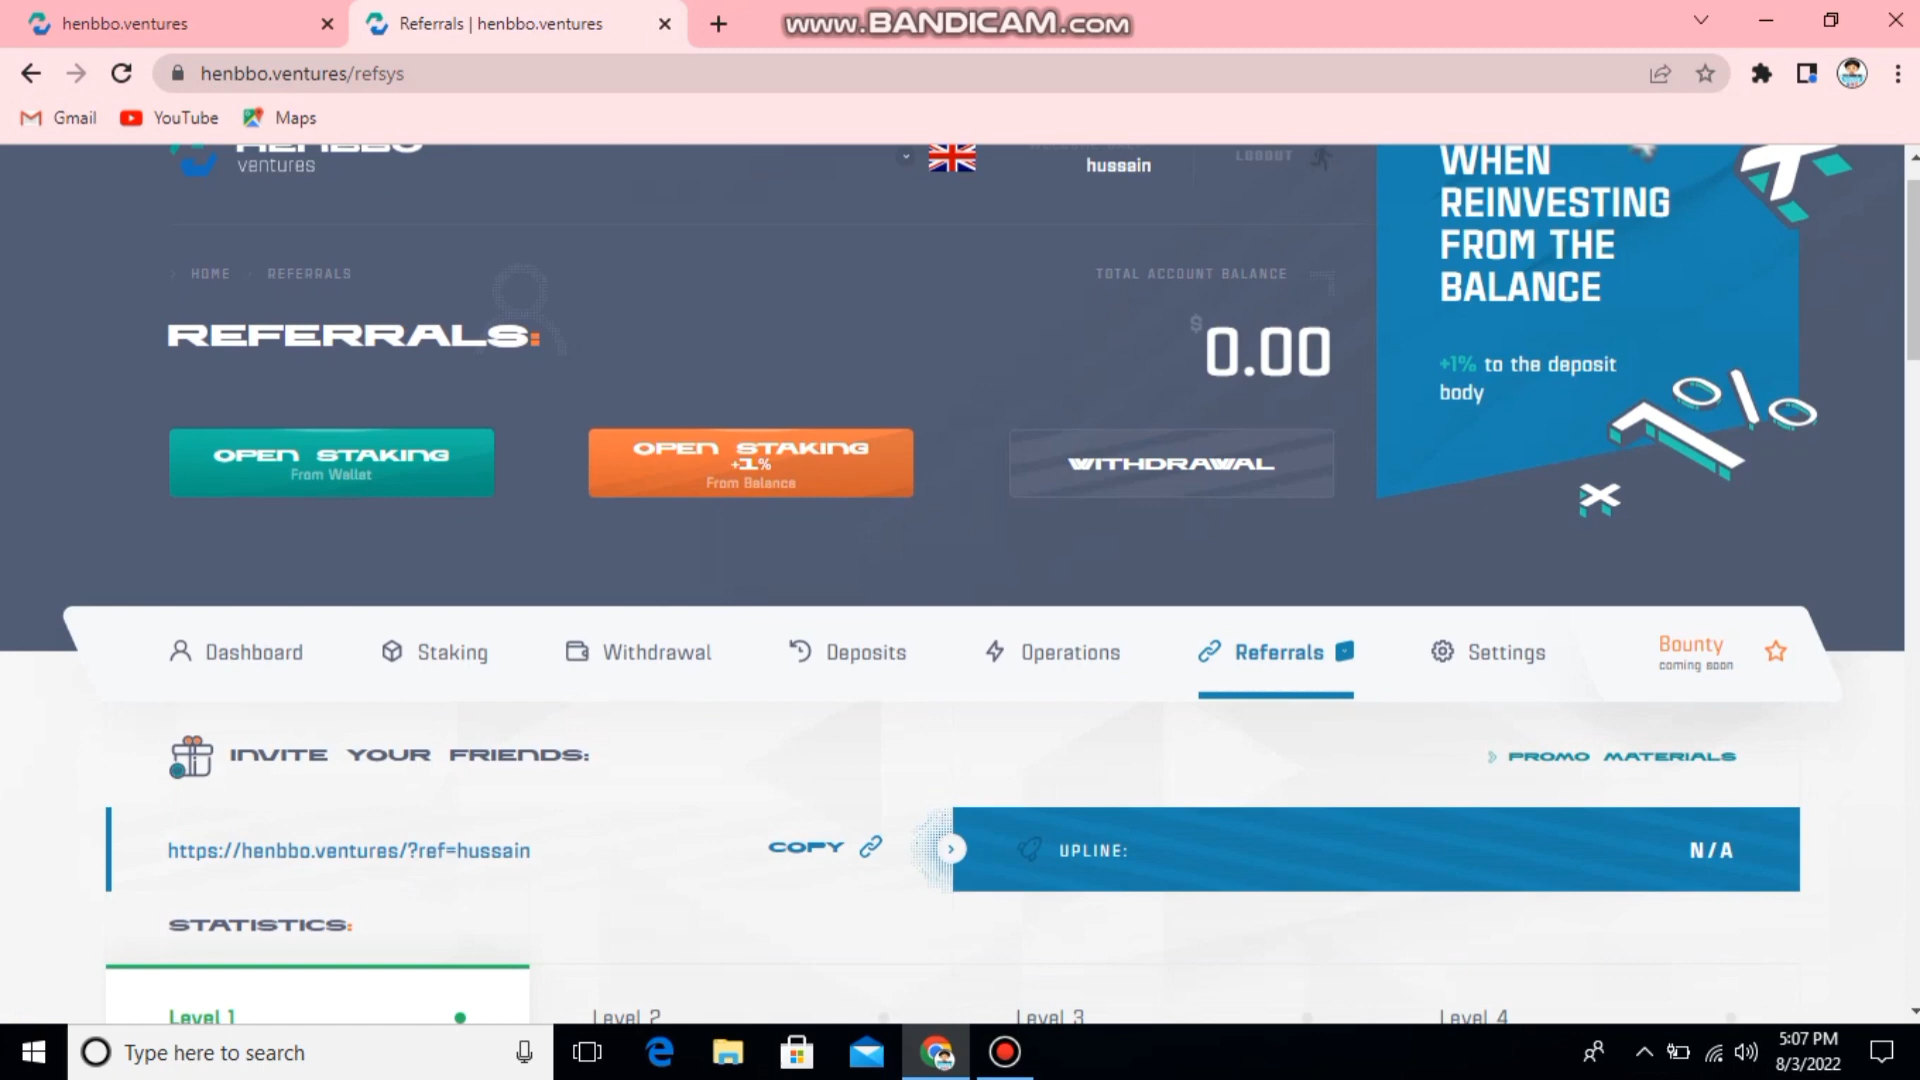 henbbo.ventures
Referrals | henbbo.ventures
www.BANDICAM.com
henbbo.ventures/refsys
Gmail
YouTube
Maps
HENBBO
ventures
hussain
LOGOUT
WHEN
REINVESTING
FROM THE
BALANCE
+1% to the deposit
body
HOME
REFERRALS
TOTAL ACCOUNT BALANCE
REFERRALS:
$
0.00
OPEN STAKING
From Wallet
OPEN STAKING
+1%
From Balance
WITHDRAWAL
1%
Dashboard
Staking
Withdrawal
Deposits
Operations
Referrals
Settings
Bounty
coming soon
INVITE YOUR FRIENDS:
PROMO MATERIALS
https://henbbo.ventures/?ref=hussain
COPY
UPLINE:
N/A
STATISTICS:
Level 1
Level 2
Level 3
Level 4
Type here to search
5:07 PM
8/3/2022